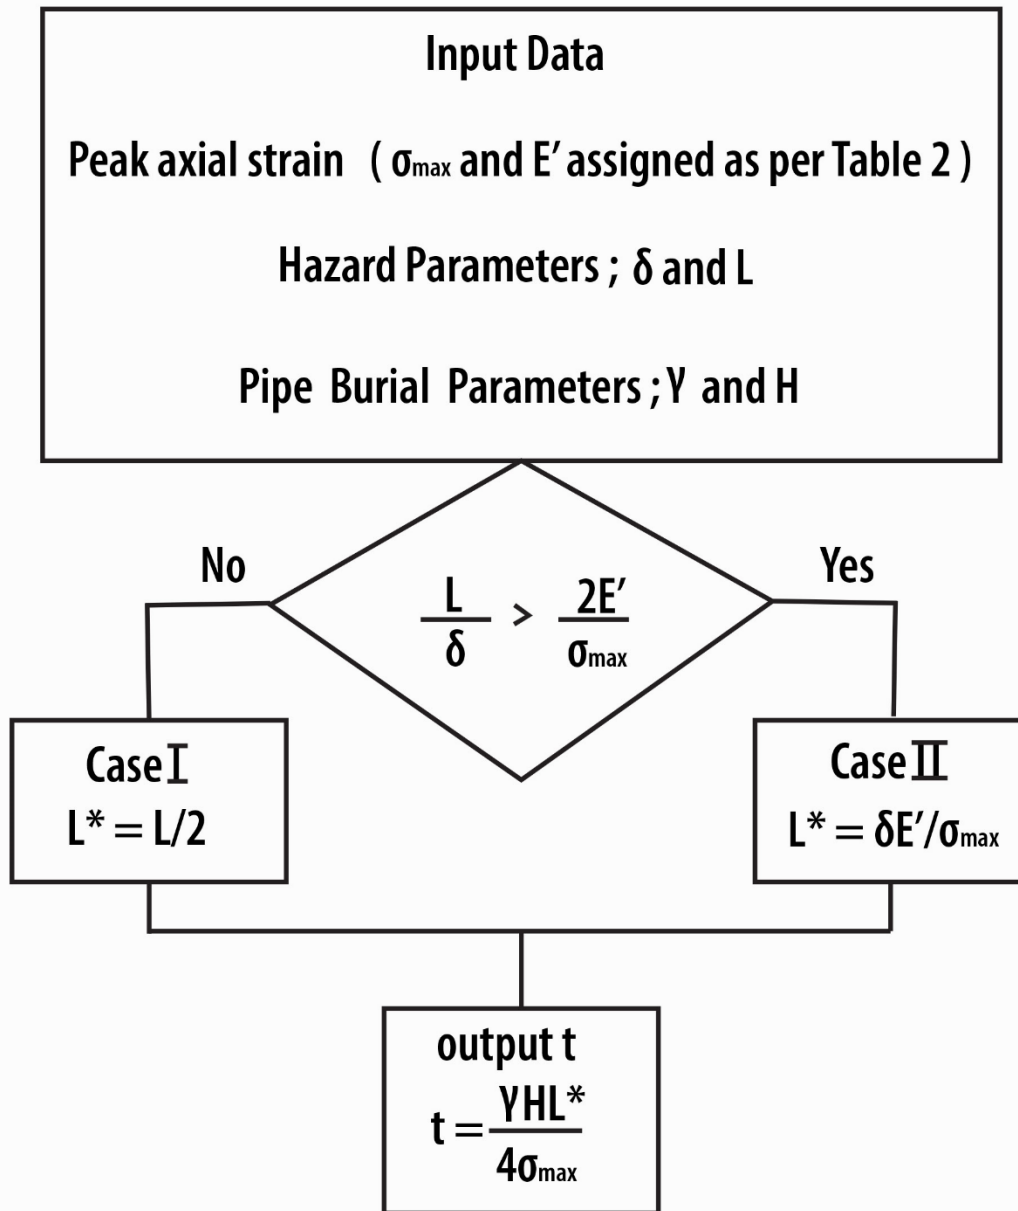 Input Data
Peak axial strain ( σmax and E′ assigned as per Table 2 )
Hazard Parameters ; δ and L
Pipe Burial Parameters ; γ and H
No
Yes
L/δ > 2E′/σmax
Case I
L* = L/2
Case II
L* = δE′/σmax
output t
t = γHL*/4σmax